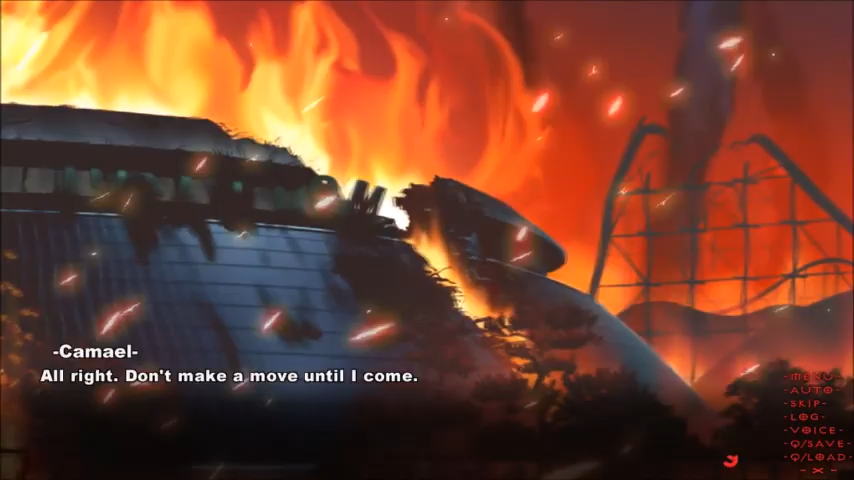 -Camael-
All right. Don't make a move until I come.
-MENU-
-AUTO-
-SKIP-
-LOG-
-VOICE-
-Q/SAVE-
-Q/LOAD-
-X-